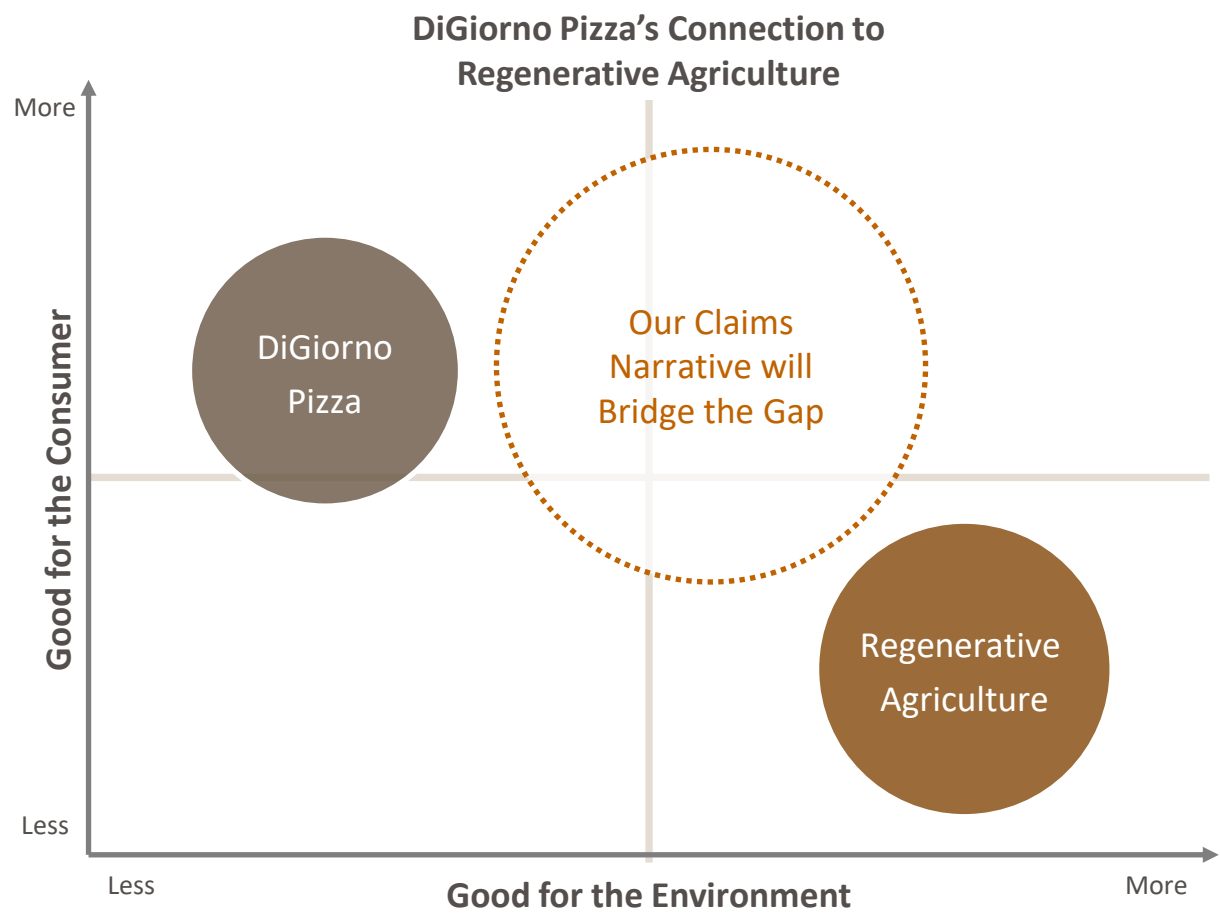 DiGiorno Pizza’s Connection to
Regenerative Agriculture
More
Good for the Consumer
DiGiorno
Pizza
Our Claims
Narrative will
Bridge the Gap
Regenerative
Agriculture
Less
Less
Good for the Environment
More